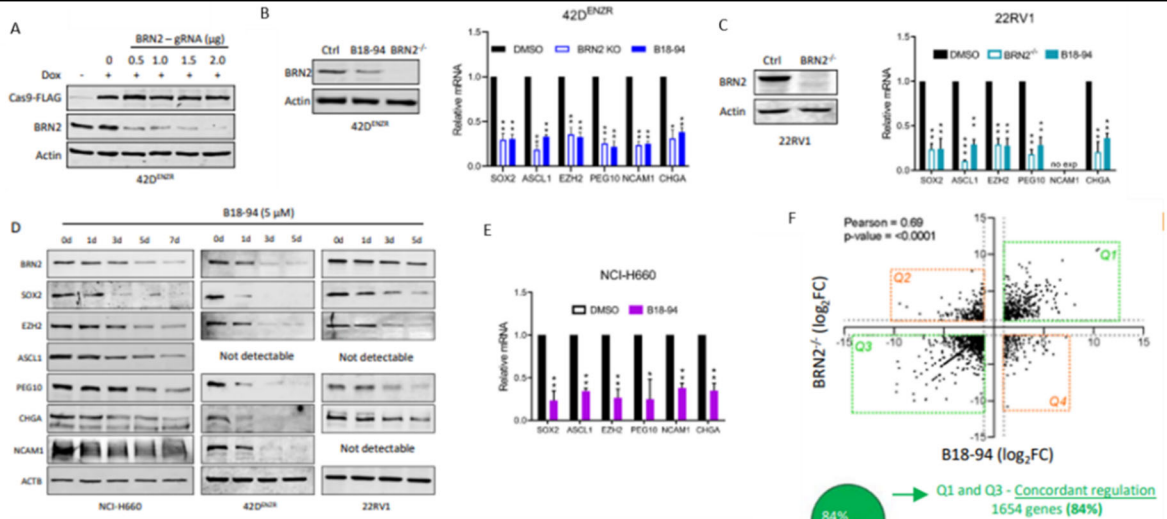 A
BRN2 – gRNA (µg)
0 0.5 1.0 1.5 2.0
Dox - + + + + +
Cas9-FLAG
BRN2
Actin
42D^ENZR
B
Ctrl B18-94 BRN2^-/-
BRN2
Actin
42D^ENZR
42D^ENZR
DMSO BRN2 KO B18-94
Relative mRNA
1.5
1.0
0.5
0.0
SOX2 ASCL1 EZH2 PEG10 NCAM1 CHGA
C
Ctrl BRN2^-/-
BRN2
Actin
22RV1
22RV1
DMSO BRN2^-/- B18-94
Relative mRNA
1.5
1.0
0.5
0.0
no exp
SOX2 ASCL1 EZH2 PEG10 NCAM1 CHGA
D
B18-94 (5 µM)
0d 1d 3d 5d 7d 0d 1d 3d 5d 0d 1d 3d 5d
BRN2
SOX2
EZH2
ASCL1 Not detectable Not detectable
PEG10
CHGA
NCAM1 Not detectable
ACTB
NCI-H660 42D^ENZR 22RV1
E
NCI-H660
DMSO B18-94
Relative mRNA
1.5
1.0
0.5
0.0
SOX2 ASCL1 EZH2 PEG10 NCAM1 CHGA
F
Pearson = 0.69
p-value = <0.0001
Q1
Q2
Q3
Q4
15
10
5
-5
-10
-15
-15 -10 -5 5 10 15
BRN2^-/- (log₂FC)
B18-94 (log₂FC)
84%
Q1 and Q3 - Concordant regulation
1654 genes (84%)